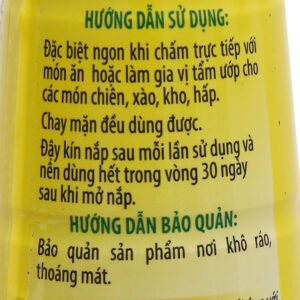 HƯỚNG DẪN SỬ DỤNG:
Đặc biệt ngon khi chấm trực tiếp với
món ăn hoặc làm gia vị tẩm ướp cho
các món chiên, xào, kho, hấp.
Chay mặn đều dùng được.
Đậy kín nắp sau mỗi lần sử dụng và
nên dùng hết trong vòng 30 ngày
sau khi mở nắp.
HƯỚNG DẪN BẢO QUẢN:
Bảo quản sản phẩm nơi khô ráo,
thoáng mát.